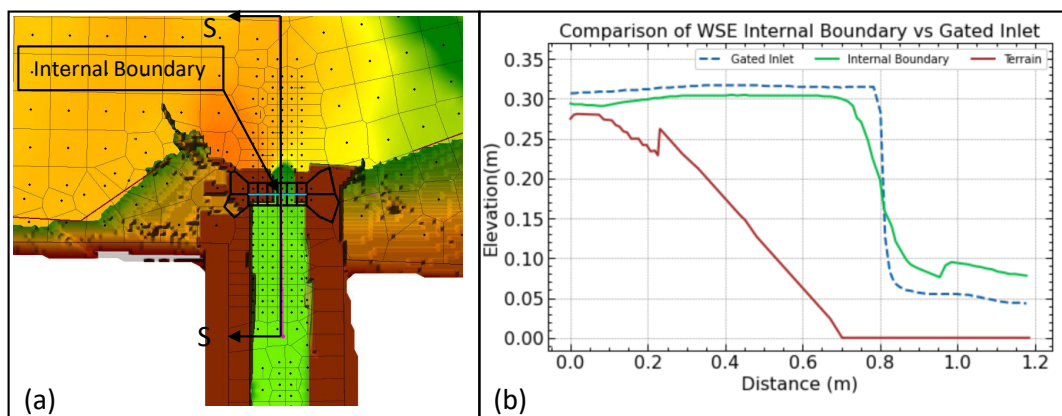 S
Internal Boundary
S
(a)
Comparison of WSE Internal Boundary vs Gated Inlet
Gated Inlet Internal Boundary Terrain
Elevation(m)
0.30
0.25
0.20
0.15
0.10
0.05
0.00
0.0 0.2 0.4 0.6 0.8 1.0 1.2
Distance (m)
(b)